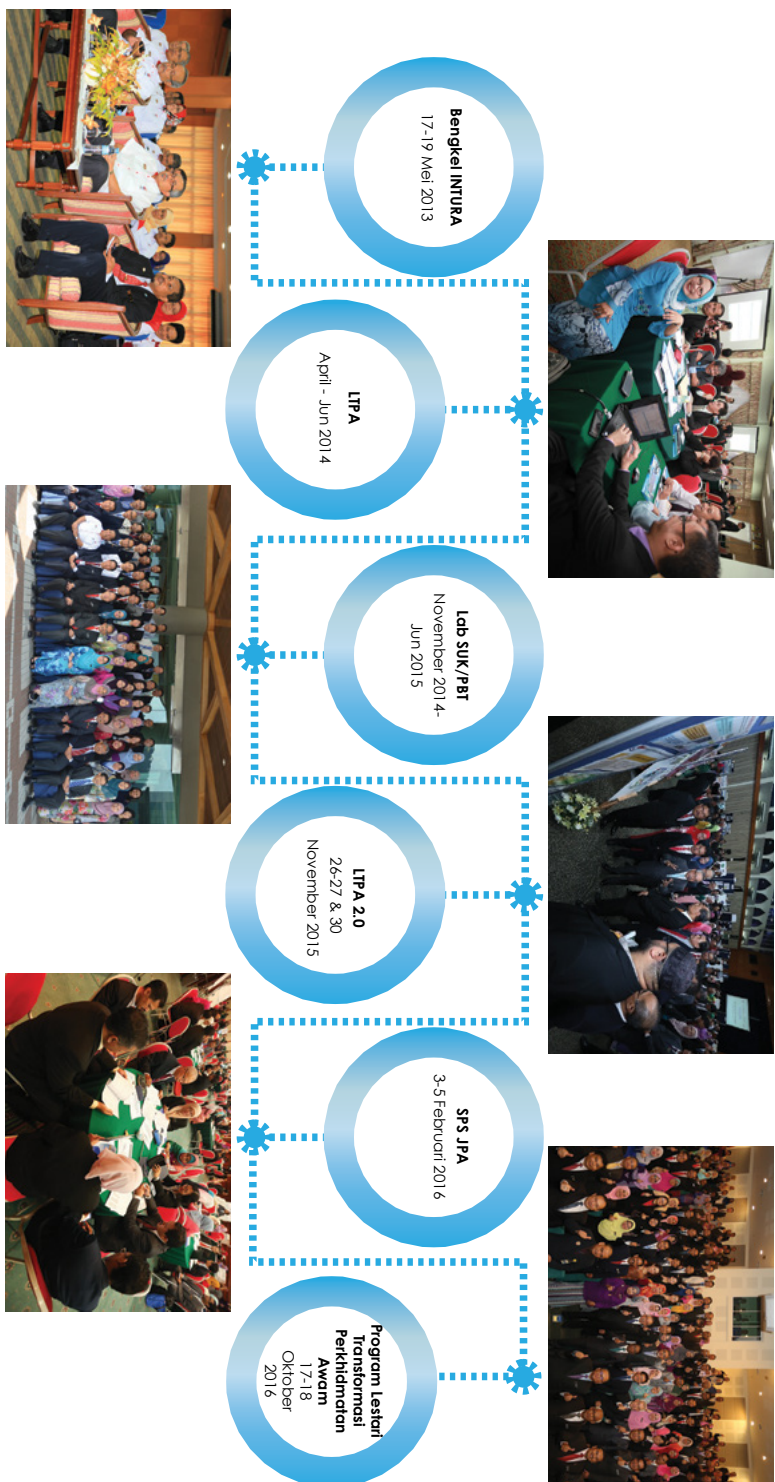 Bengkel INTURA
17-19 Mei 2013
LTPA
April - Jun 2014
Lab SUK/PBT
November 2014-
Jun 2015
LTPA 2.0
26-27 & 30
November 2015
SPS JPA
3-5 Februari 2016
Program Lestari
Transformasi
Perkhidmatan
Awam
17-18
Oktober
2016